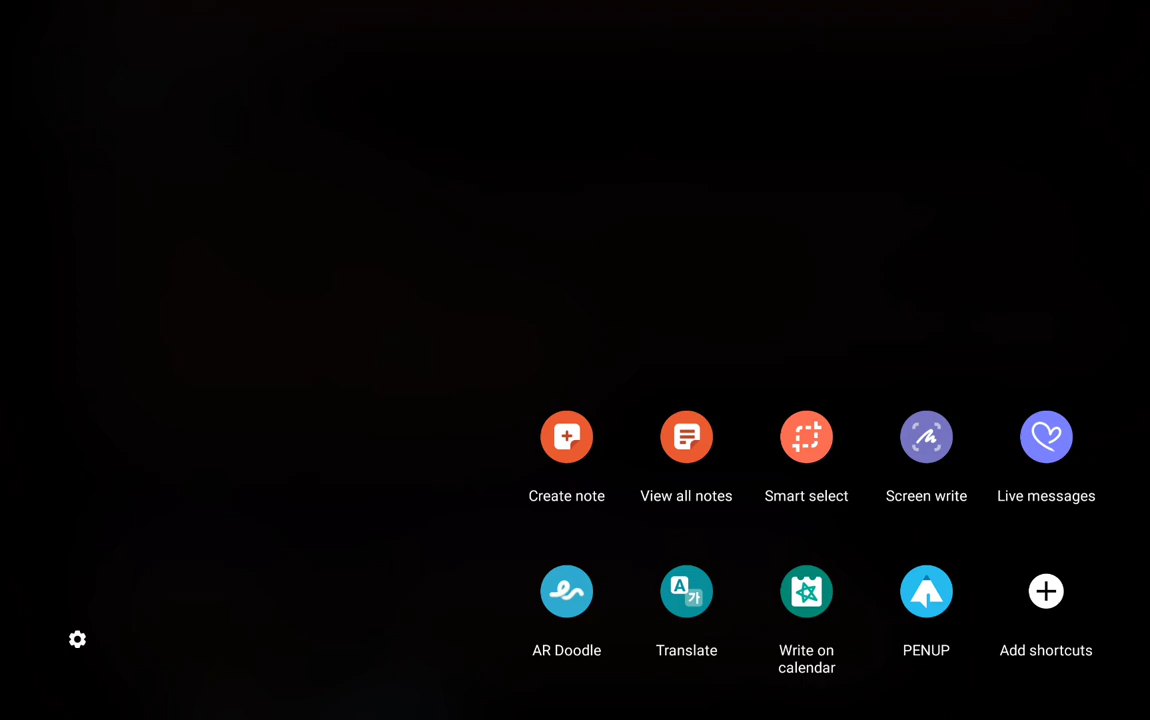 Create note
View all notes
Smart select
Screen write
Live messages
A
가
AR Doodle
Translate
Write on
calendar
PENUP
Add shortcuts